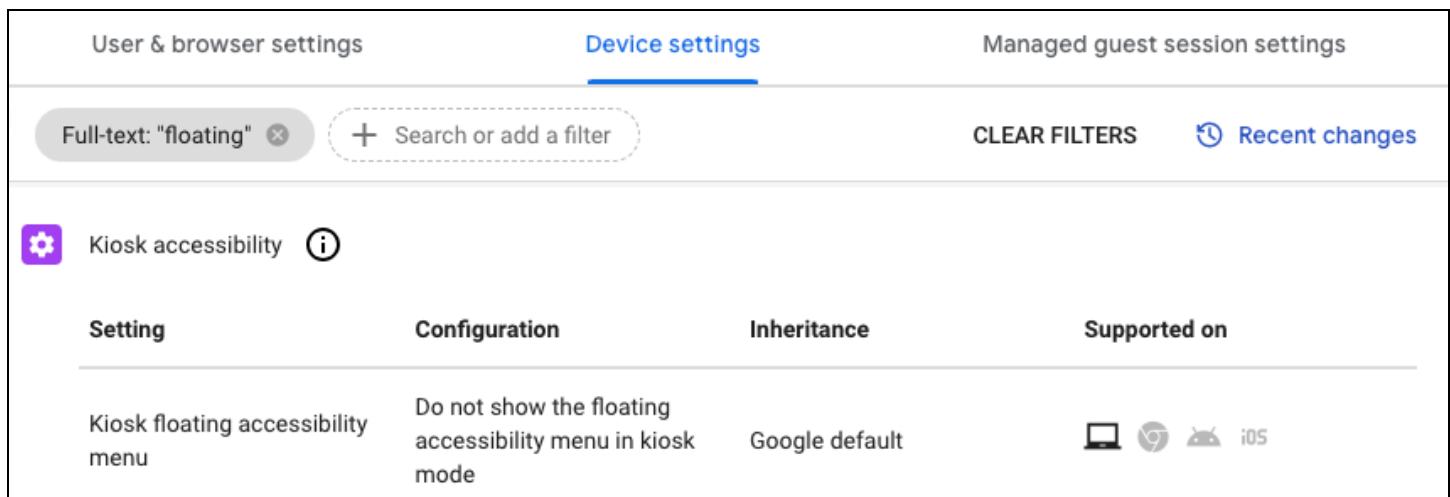 User & browser settings
Device settings
Managed guest session settings
Full-text: "floating"
Search or add a filter
CLEAR FILTERS
Recent changes
Kiosk accessibility
Setting
Configuration
Inheritance
Supported on
Kiosk floating accessibility
menu
Do not show the floating
accessibility menu in kiosk
mode
Google default
iOS